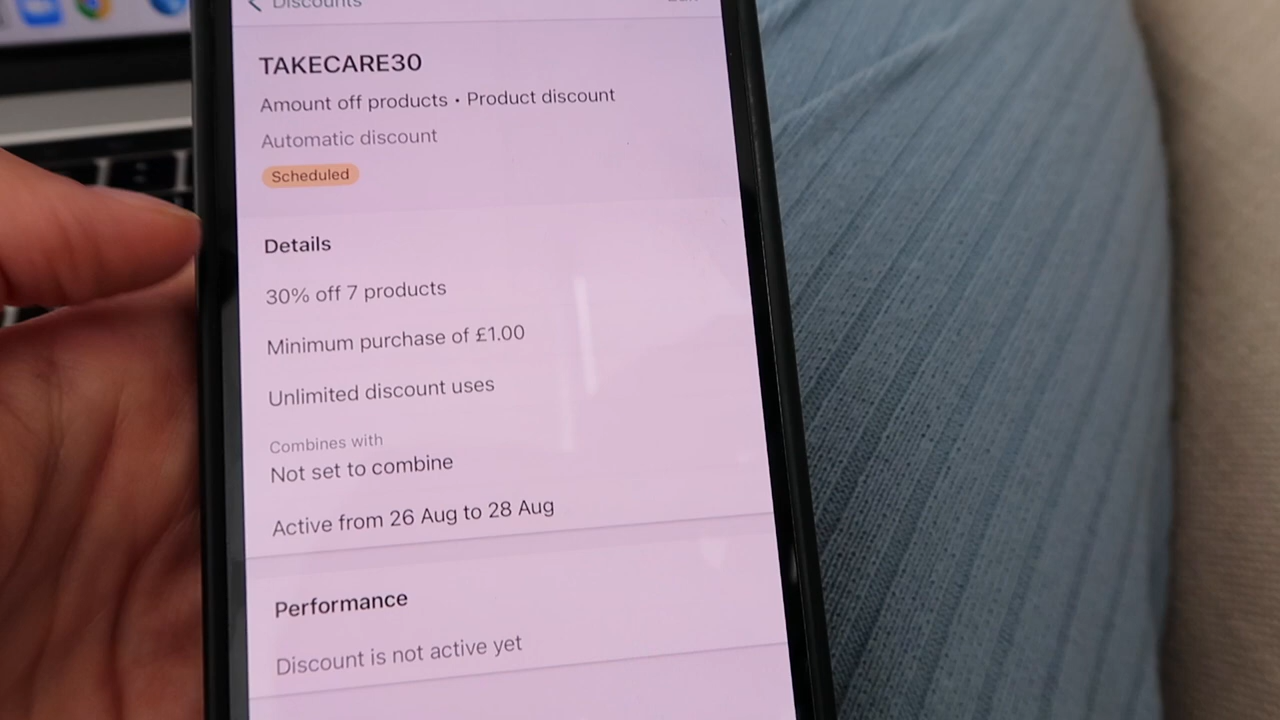 Discounts
TAKECARE30
Amount off products • Product discount
Automatic discount
Scheduled
Details
30% off 7 products
Minimum purchase of £1.00
Unlimited discount uses
Combines with
Not set to combine
Active from 26 Aug to 28 Aug
Performance
Discount is not active yet